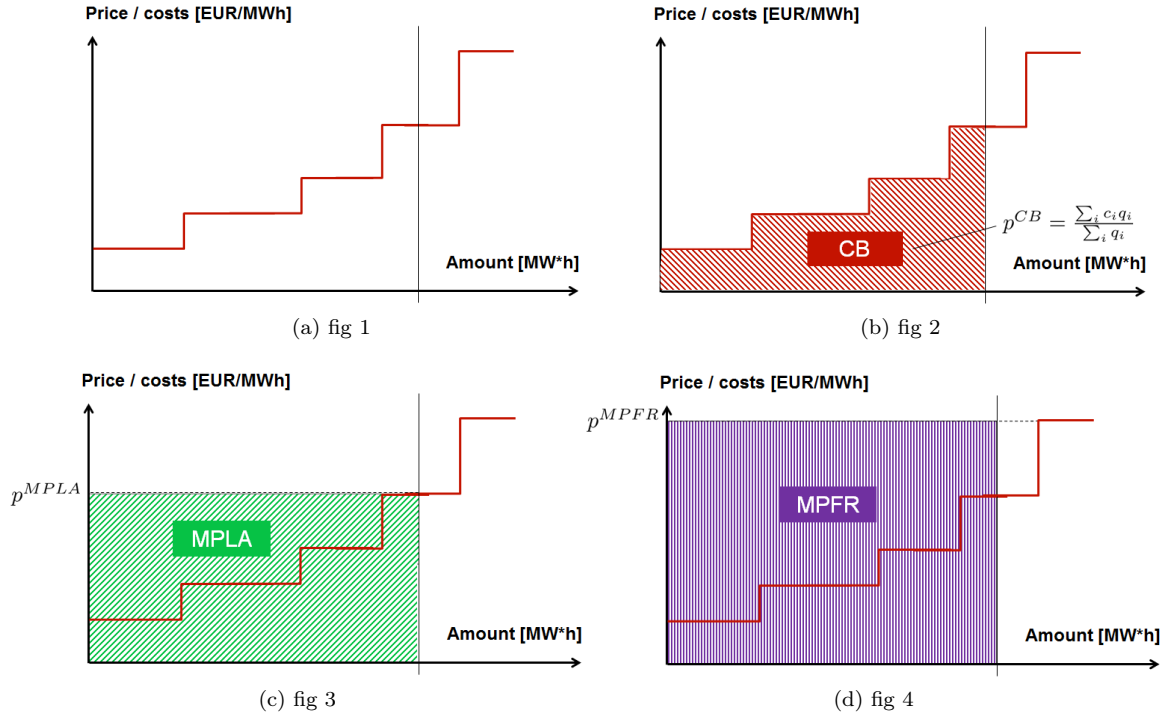 Price / costs [EUR/MWh]
Amount [MW*h]
(a) fig 1
Price / costs [EUR/MWh]
CB
$p^{CB} = \frac{\sum_i c_i q_i}{\sum_i q_i}$
Amount [MW*h]
(b) fig 2
Price / costs [EUR/MWh]
$p^{MPLA}$
MPLA
Amount [MW*h]
(c) fig 3
Price / costs [EUR/MWh]
$p^{MPFR}$
MPFR
Amount [MW*h]
(d) fig 4